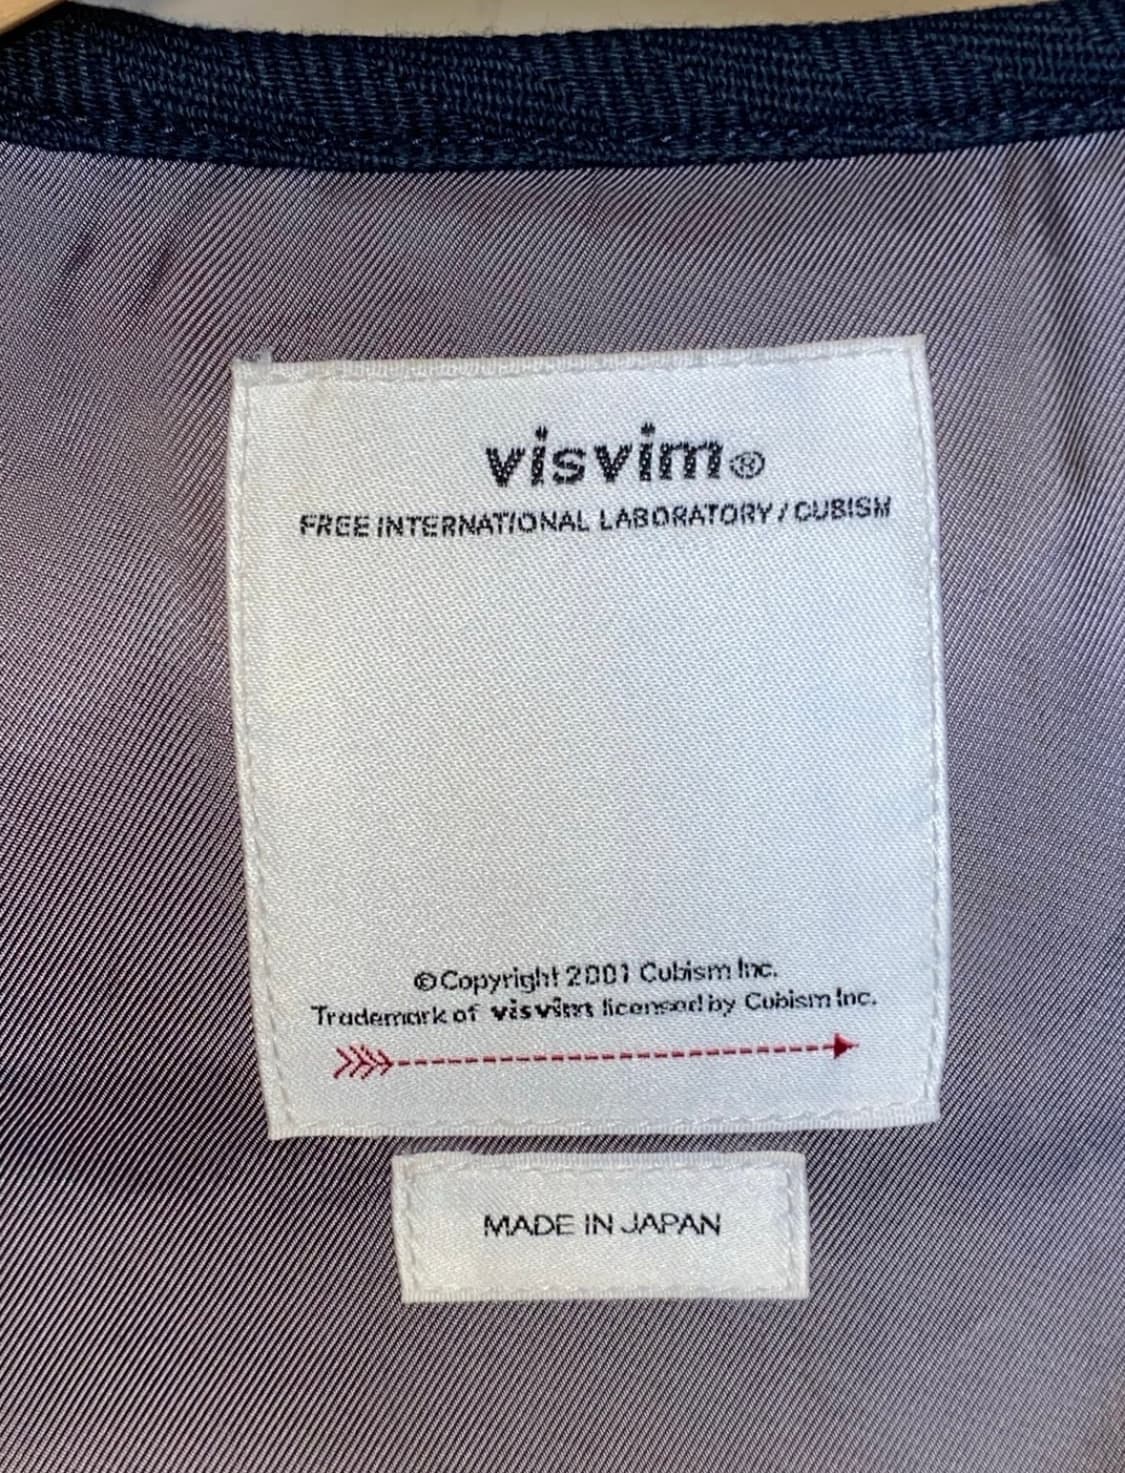 visvim®
FREE INTERNATIONAL LABORATORY / CUBISM
© Copyright 2001 Cubism Inc.
Trademark of visvim licensed by Cubism Inc.
MADE IN JAPAN